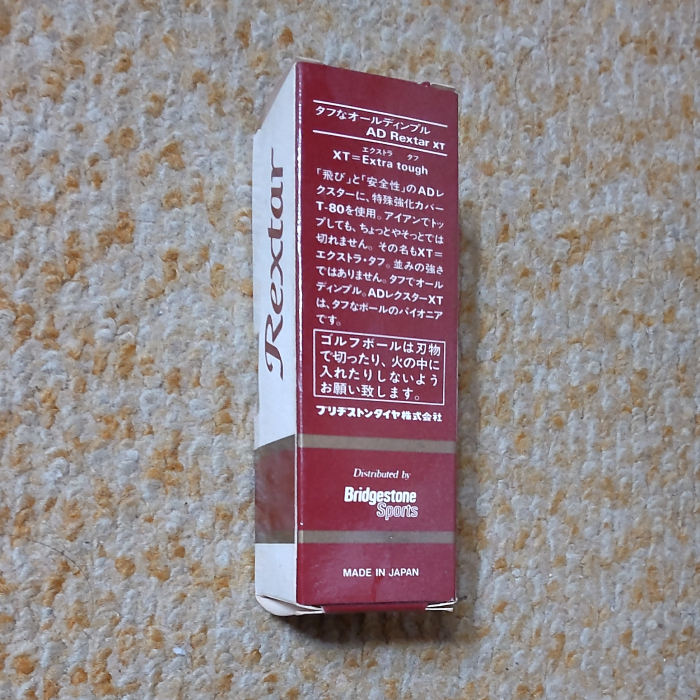 Rextar
タフなオールディンプル
AD Rextar XT
エクストラ タフ
XT=Extra tough
「飛び」と「安全性」のADレ
クスターに、特殊強化カバー
T-80を使用。アイアンでトッ
プしても、ちょっとやそっとでは
切れません。その名もXT=
エクストラ・タフ。並みの強さ
ではありません。タフでオール
ディンプル。ADレクスターXT
は、タフなボールのパイオニア
です。
ゴルフボールは刃物
で切ったり、火の中に
入れたりしないよう
お願い致します。
ブリヂストンタイヤ株式会社
Distributed by
Bridgestone
Sports
MADE IN JAPAN